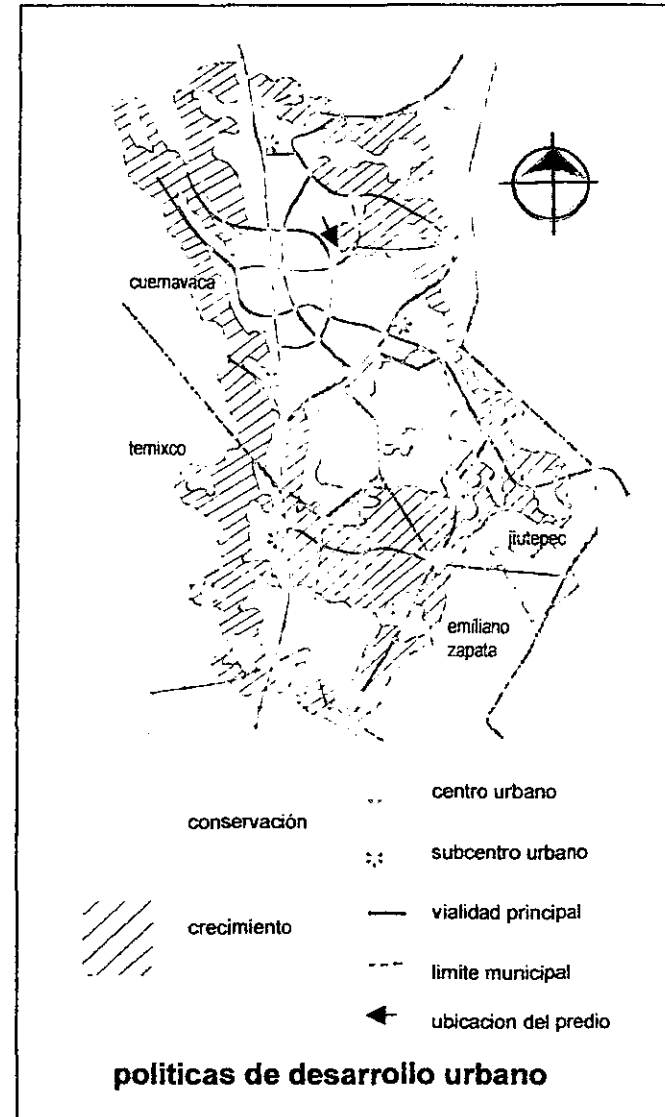 cuernavaca
temixco
jiutepec
emiliano
zapata
conservación
crecimiento
centro urbano
subcentro urbano
vialidad principal
limite municipal
ubicacion del predio
politicas de desarrollo urbano